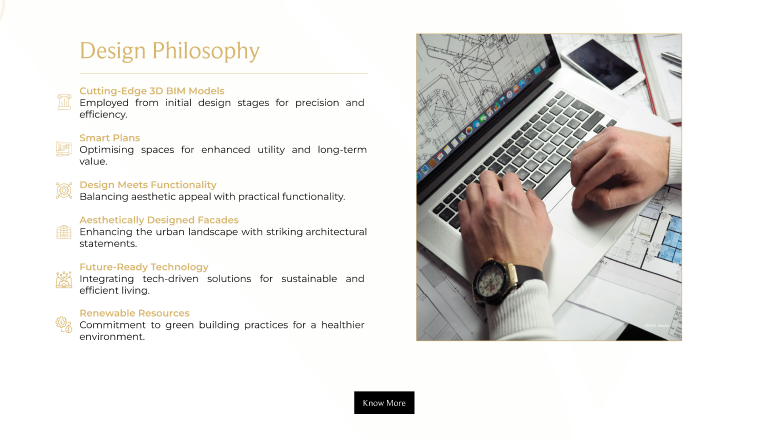 Design Philosophy
Cutting-Edge 3D BIM Models
Employed from initial design stages for precision and
efficiency.
Smart Plans
Optimising spaces for enhanced utility and long-term
value.
Design Meets Functionality
Balancing aesthetic appeal with practical functionality.
Aesthetically Designed Facades
Enhancing the urban landscape with striking architectural
statements.
Future-Ready Technology
Integrating tech-driven solutions for sustainable and
efficient living.
Renewable Resources
Commitment to green building practices for a healthier
environment.
Know More